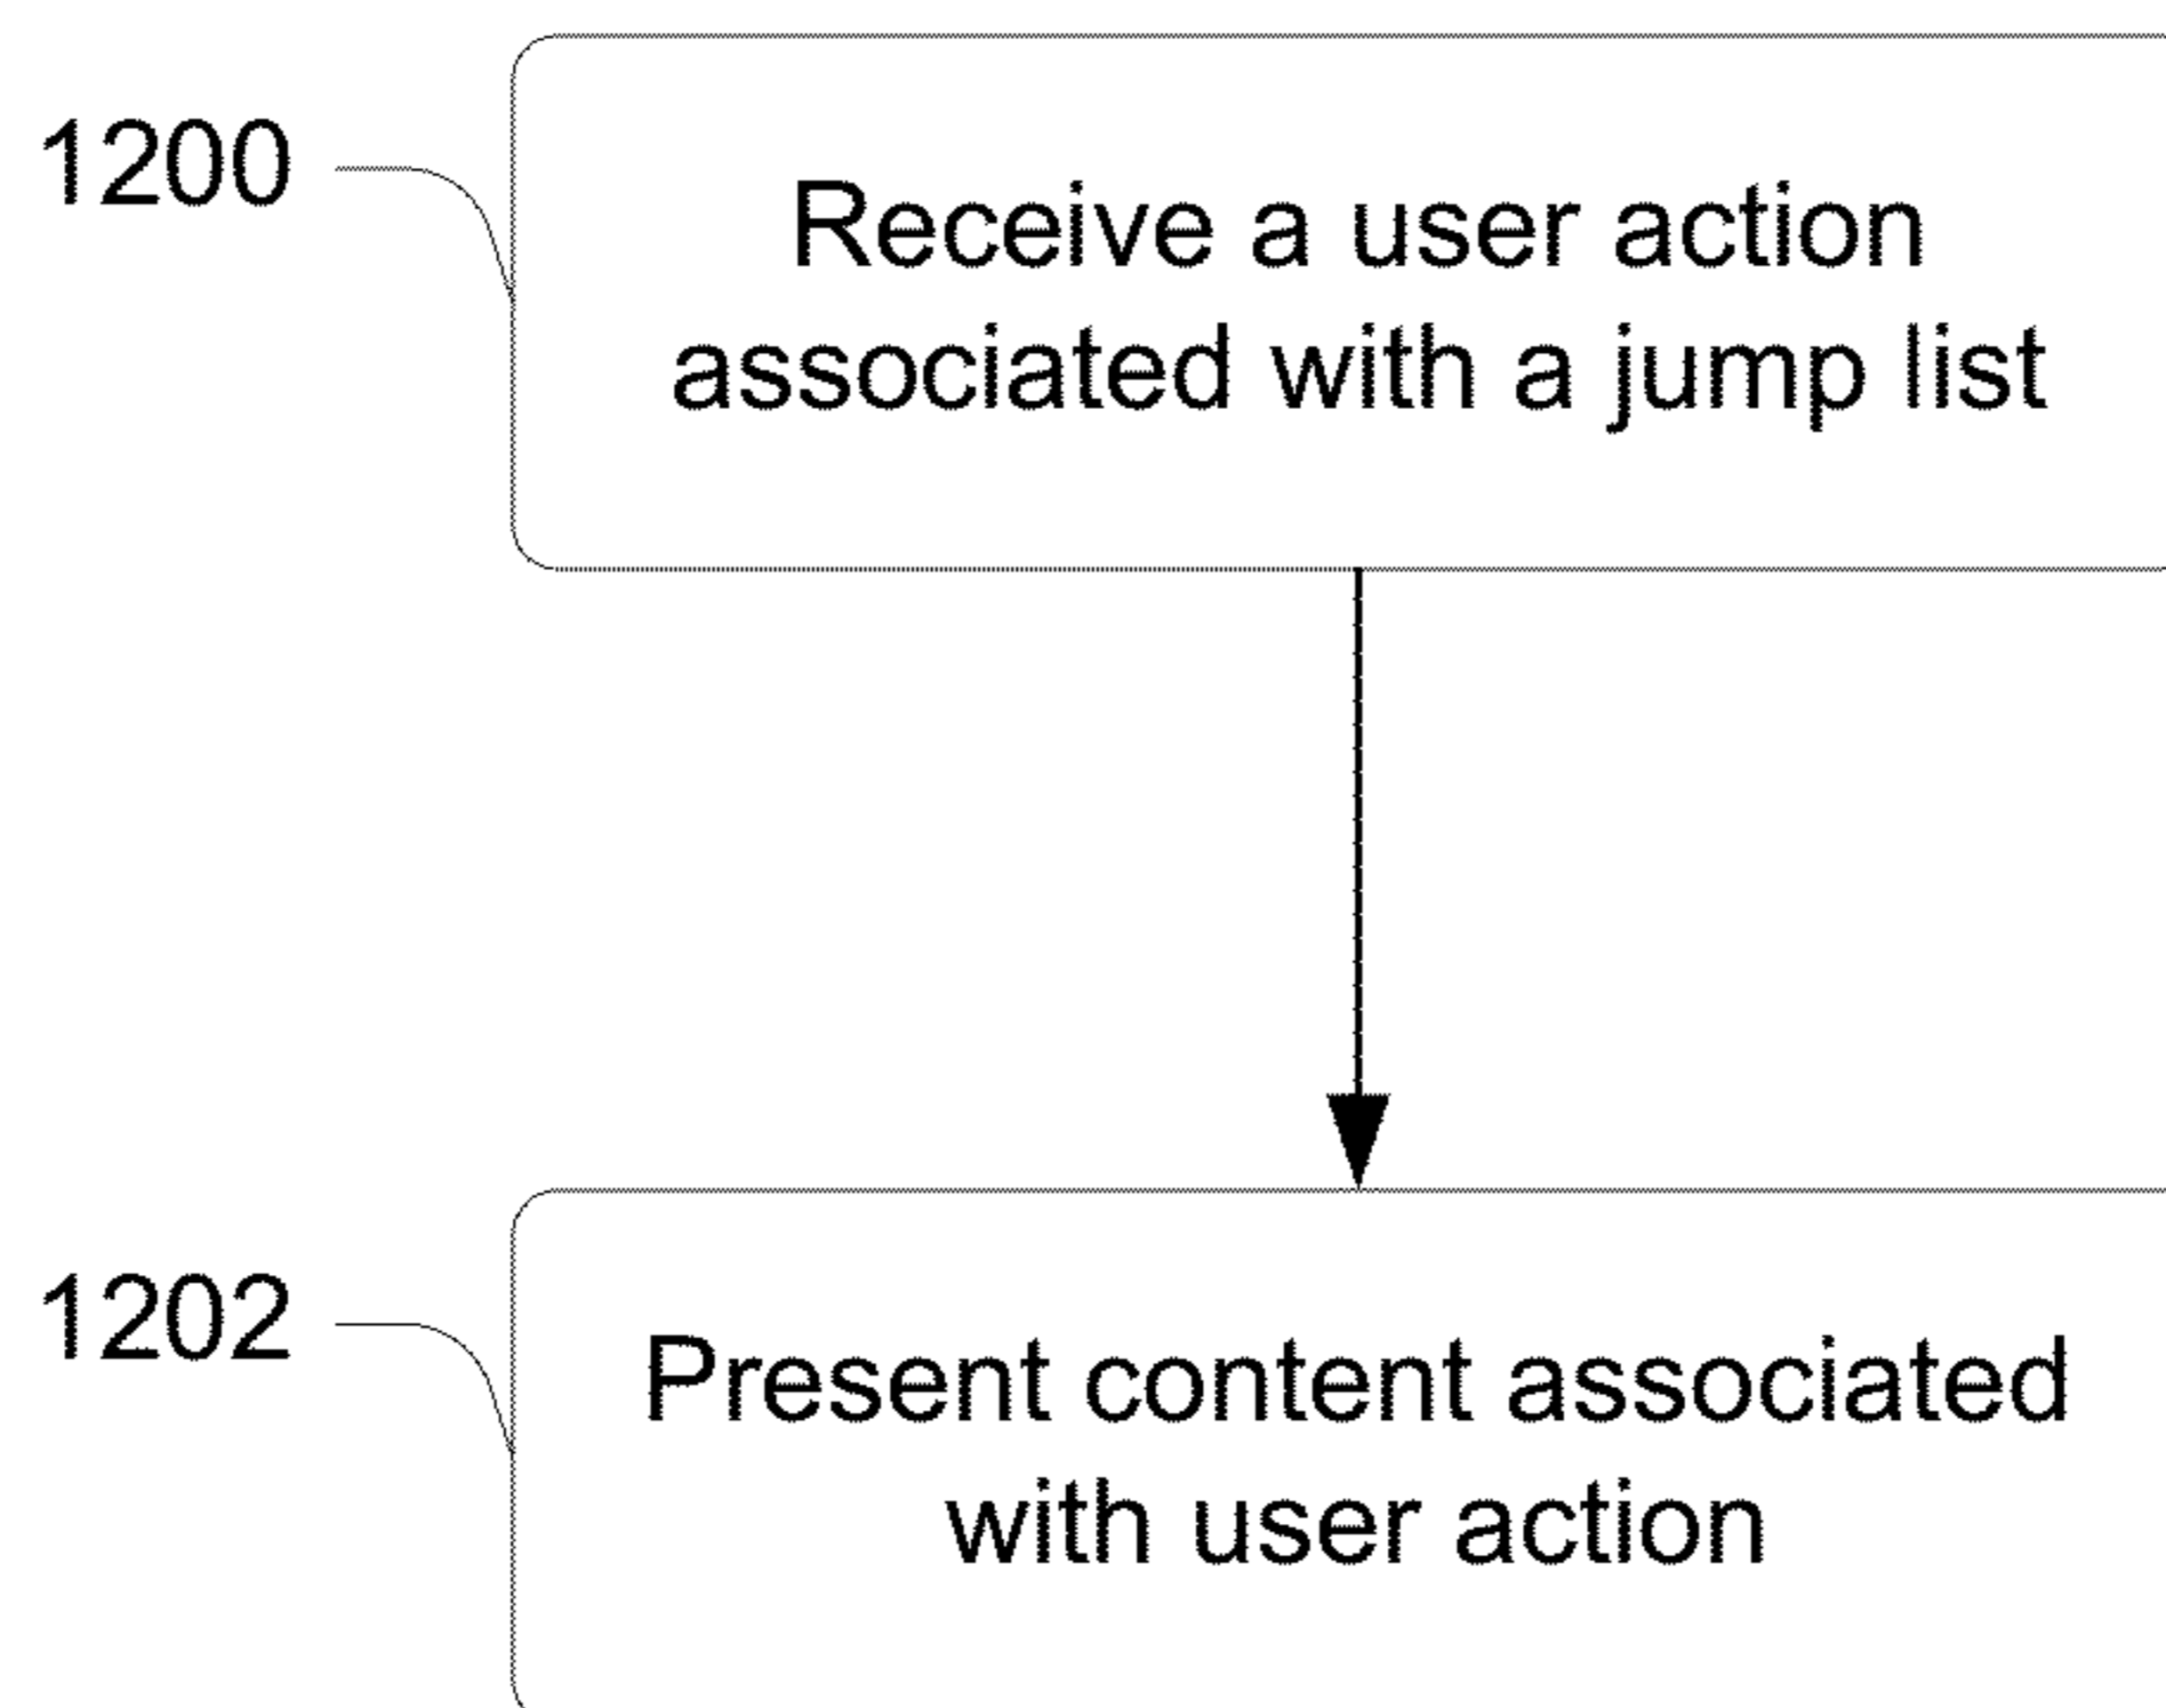 1200
Receive a user action
associated with a jump list
1202
Present content associated
with user action